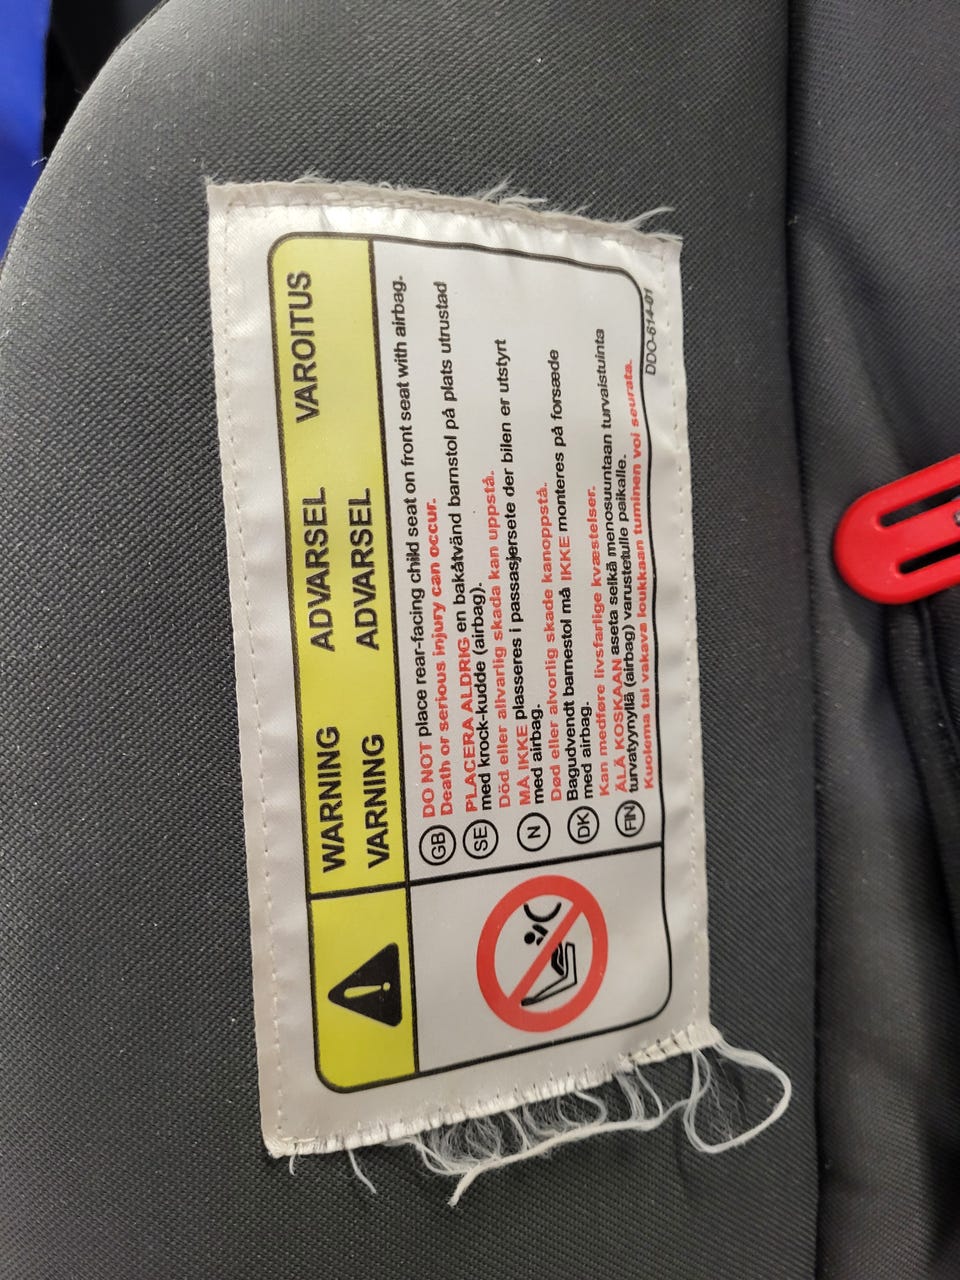 WARNING ADVARSEL VAROITUS
VARNING ADVARSEL
GB DO NOT place rear-facing child seat on front seat with airbag.
Death or serious injury can occur.
SE PLACERA ALDRIG en bakåtvänd barnstol på plats utrustad
med krock-kudde (airbag).
Död eller allvarlig skada kan uppstå.
N MÅ IKKE plasseres i passasjersete der bilen er utstyrt
med airbag.
Død eller alvorlig skade kanoppstå.
DK Bagudvendt barnestol må IKKE monteres på forsæde
med airbag.
Kan medføre livsfarlige kvæstelser.
FIN ÄLÄ KOSKAAN aseta selkä menosuuntaan turvaistuinta
turvatyynyllä (airbag) varustetulle paikalle.
Kuolema tai vakava loukkaan tuminen voi seurata.
DDO-614-01